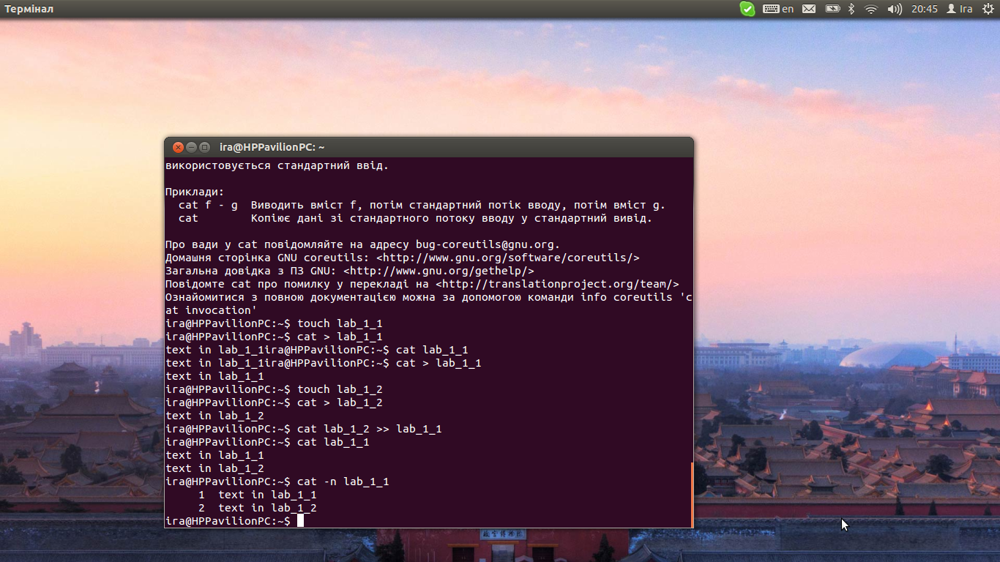 Термінал
en
20:45
Ira
ira@HPPavilionPC: ~
використовується стандартний ввід.
Приклади:
cat f - g  Виводить вміст f, потім стандартний потік вводу, потім вміст g.
cat        Копіює дані зі стандартного потоку вводу у стандартний вивід.
Про вади у cat повідомляйте на адресу bug-coreutils@gnu.org.
Домашня сторінка GNU coreutils: <http://www.gnu.org/software/coreutils/>
Загальна довідка з ПЗ GNU: <http://www.gnu.org/gethelp/>
Повідомте cat про помилку у перекладі на <http://translationproject.org/team/>
Ознайомитися з повною документацією можна за допомогою команди info coreutils 'c
at invocation'
ira@HPPavilionPC:~$ touch lab_1_1
ira@HPPavilionPC:~$ cat > lab_1_1
text in lab_1_1ira@HPPavilionPC:~$ cat lab_1_1
text in lab_1_1ira@HPPavilionPC:~$ cat > lab_1_1
text in lab_1_1
ira@HPPavilionPC:~$ touch lab_1_2
ira@HPPavilionPC:~$ cat > lab_1_2
text in lab_1_2
ira@HPPavilionPC:~$ cat lab_1_2 >> lab_1_1
ira@HPPavilionPC:~$ cat lab_1_1
text in lab_1_1
text in lab_1_2
ira@HPPavilionPC:~$ cat -n lab_1_1
1  text in lab_1_1
2  text in lab_1_2
ira@HPPavilionPC:~$